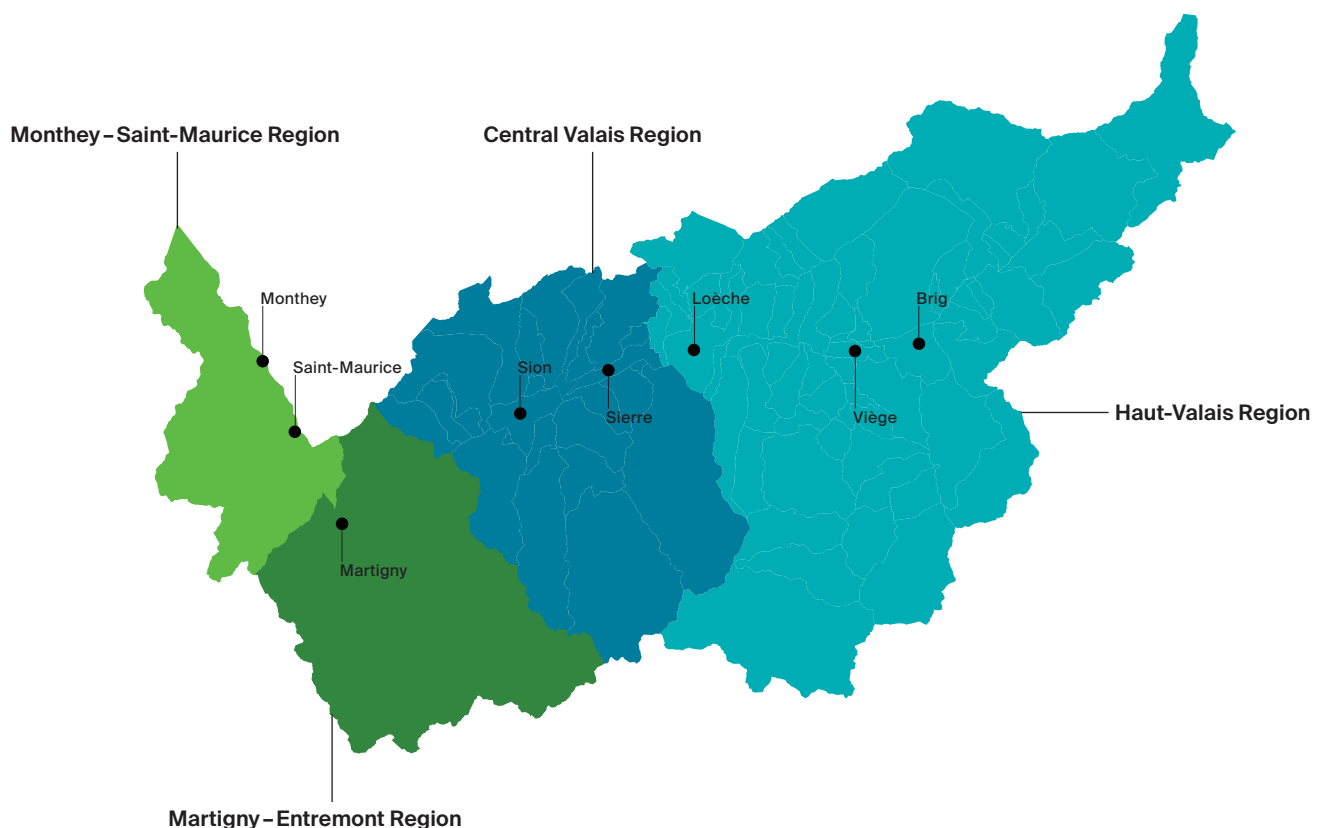 Monthey – Saint-Maurice Region
Central Valais Region
Monthey
Loèche
Brig
Saint-Maurice
Sion
Sierre
Viège
Haut-Valais Region
Martigny
Martigny – Entremont Region